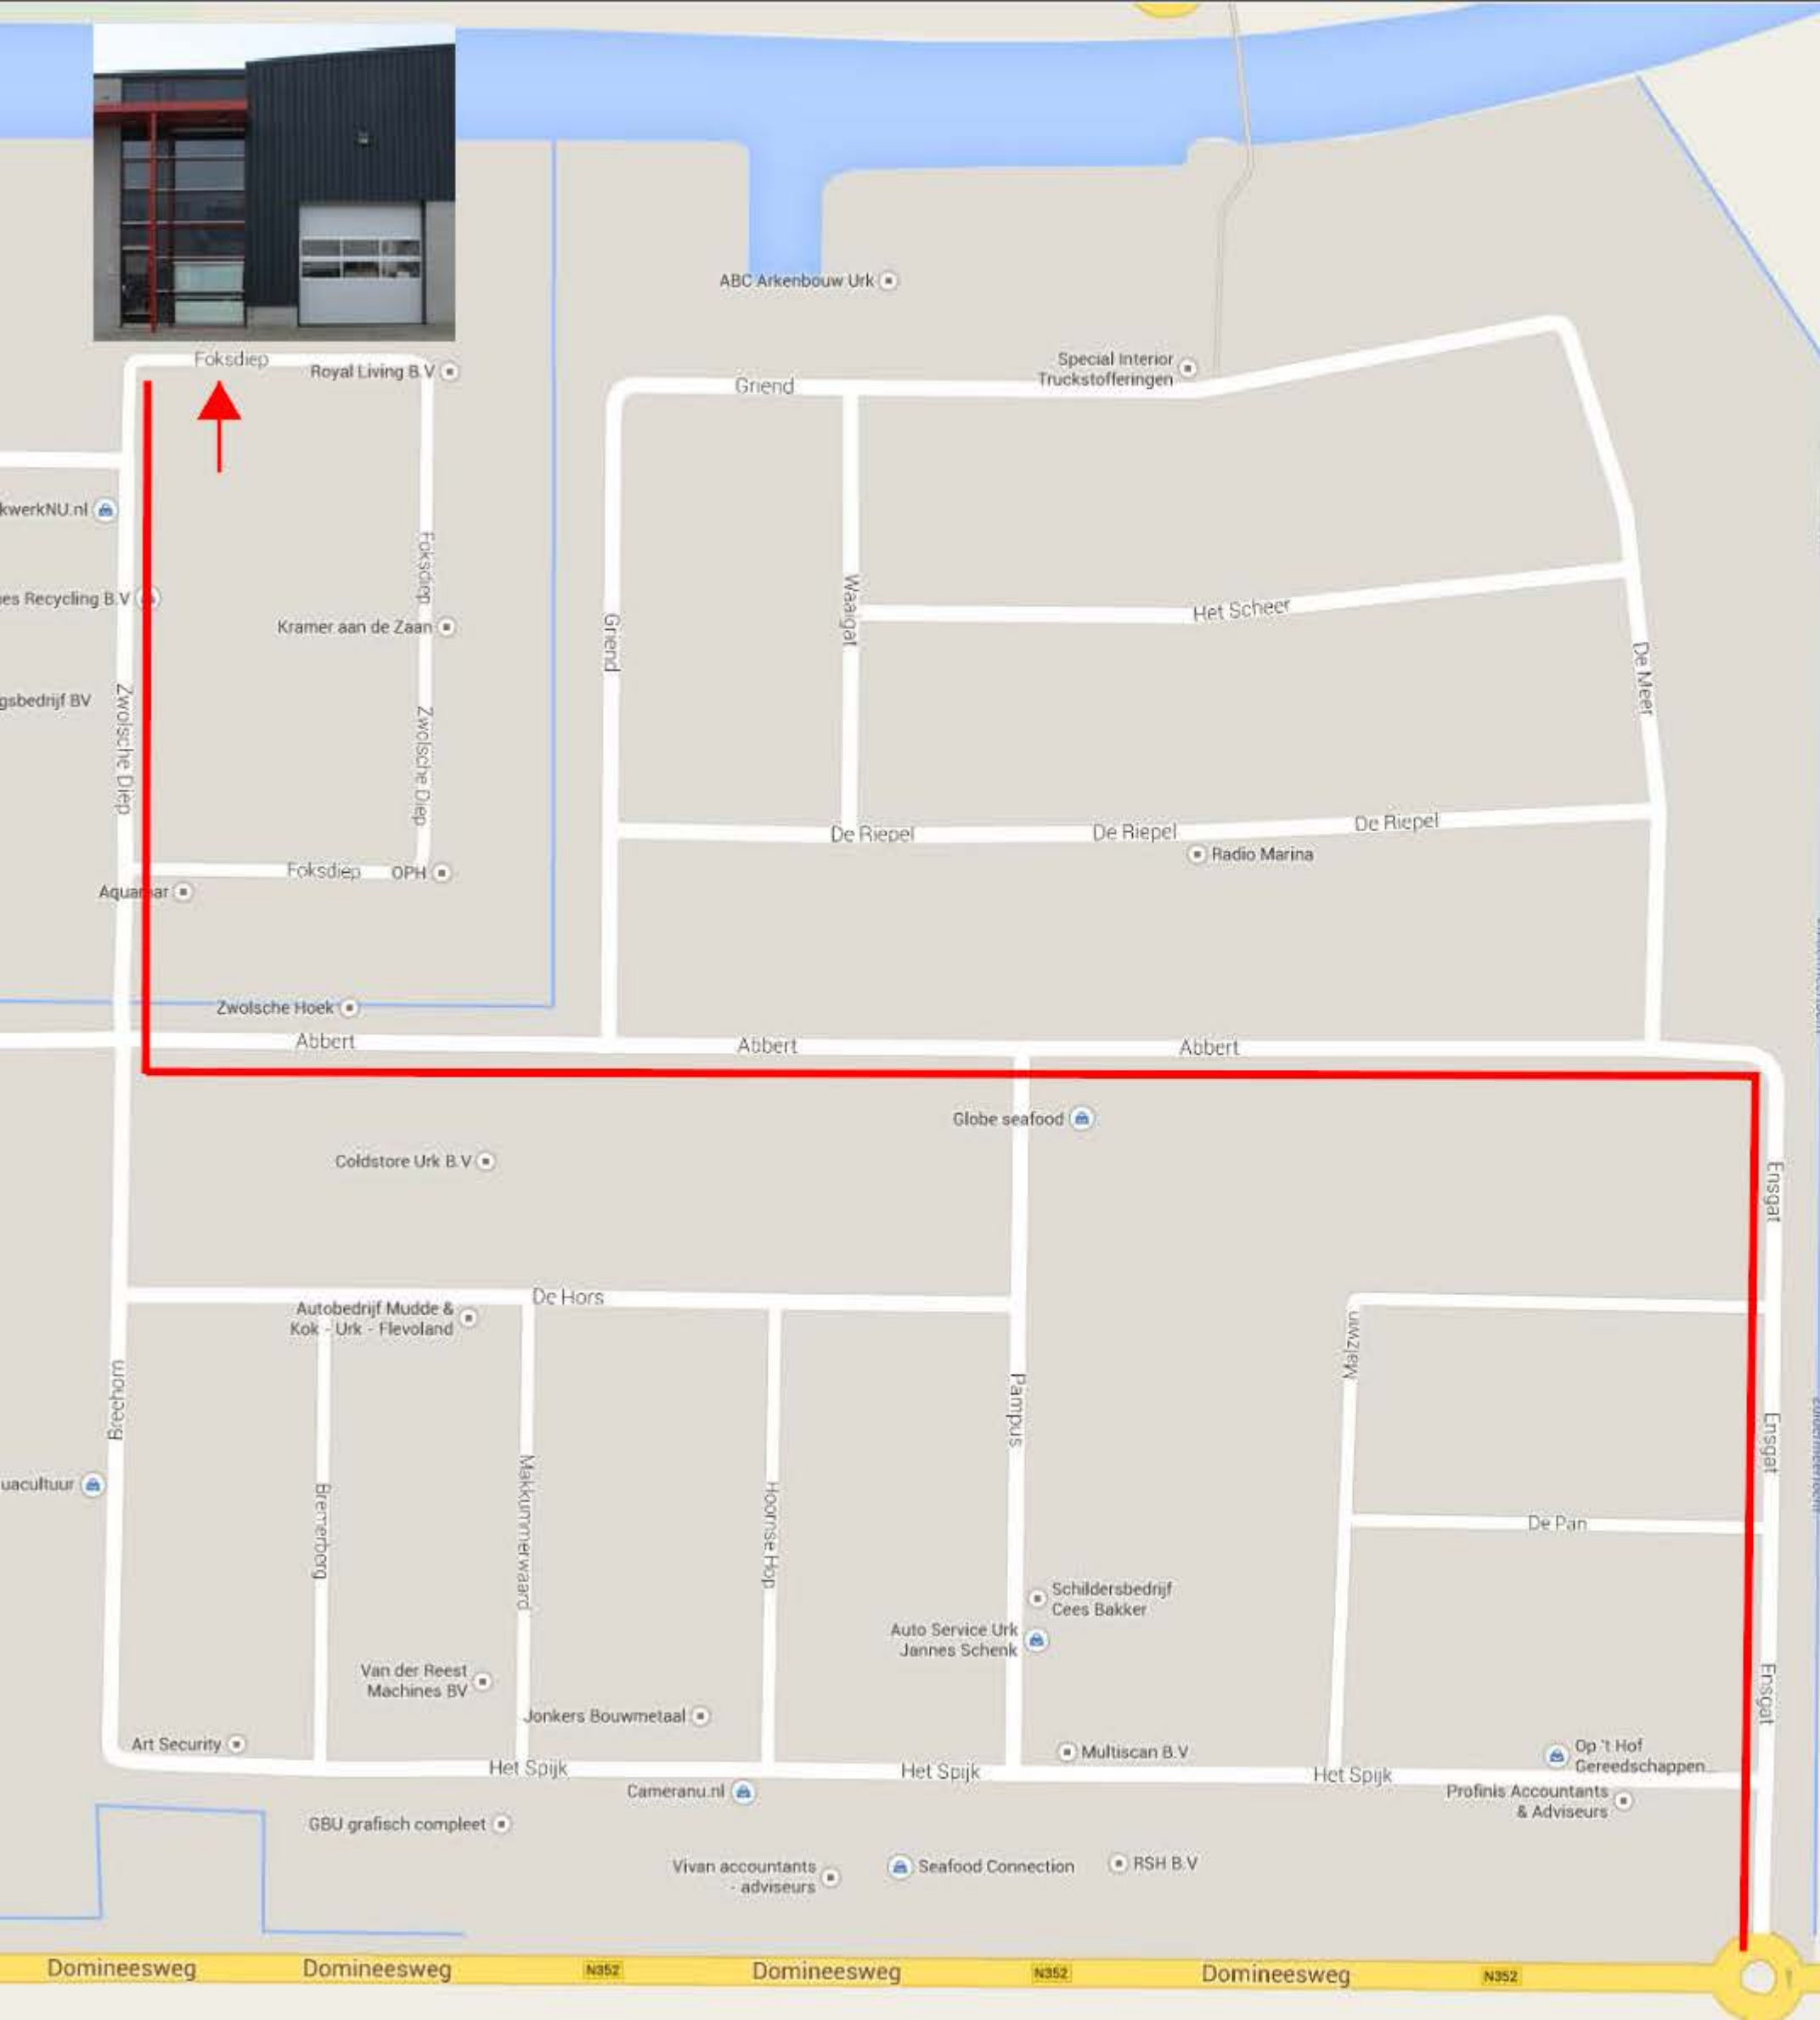 ABC Arkenbouw Urk
Foksdiep
Royal Living B.V
Special Interior
Truckstofferingen
Griend
kwerkNU.nl
Foksdiep
es Recycling B.V
Kramer aan de Zaan
Griend
Waaigat
Het Scheer
De Meer
gsbedrijf BV
Zwolsche Diep
Zwolsche Diep
De Riepel
De Riepel
De Riepel
Radio Marina
Foksdiep
OPH
Aquamar
Zwolsche Hoek
Abbert
Abbert
Abbert
Globe seafood
Coldstore Urk B.V
Ensgat
De Hors
Autobedrijf Mudde &
Kok - Urk - Flevoland
Malzwin
Breehorn
Pampus
Ensgat
uacultuur
Bremerberg
Makkummerwaard
Hoornse Hop
De Pan
Schildersbedrijf
Cees Bakker
Auto Service Urk
Jannes Schenk
Van der Reest
Machines BV
Ensgat
Jonkers Bouwmetaal
Art Security
Multiscan B.V
Op 't Hof
Gereedschappen...
Het Spijk
Het Spijk
Het Spijk
Cameranu.nl
Profinis Accountants
& Adviseurs
GBU grafisch compleet
Vivan accountants
- adviseurs
Seafood Connection
RSH B.V
Domineesweg
Domineesweg
N352
Domineesweg
N352
Domineesweg
N352